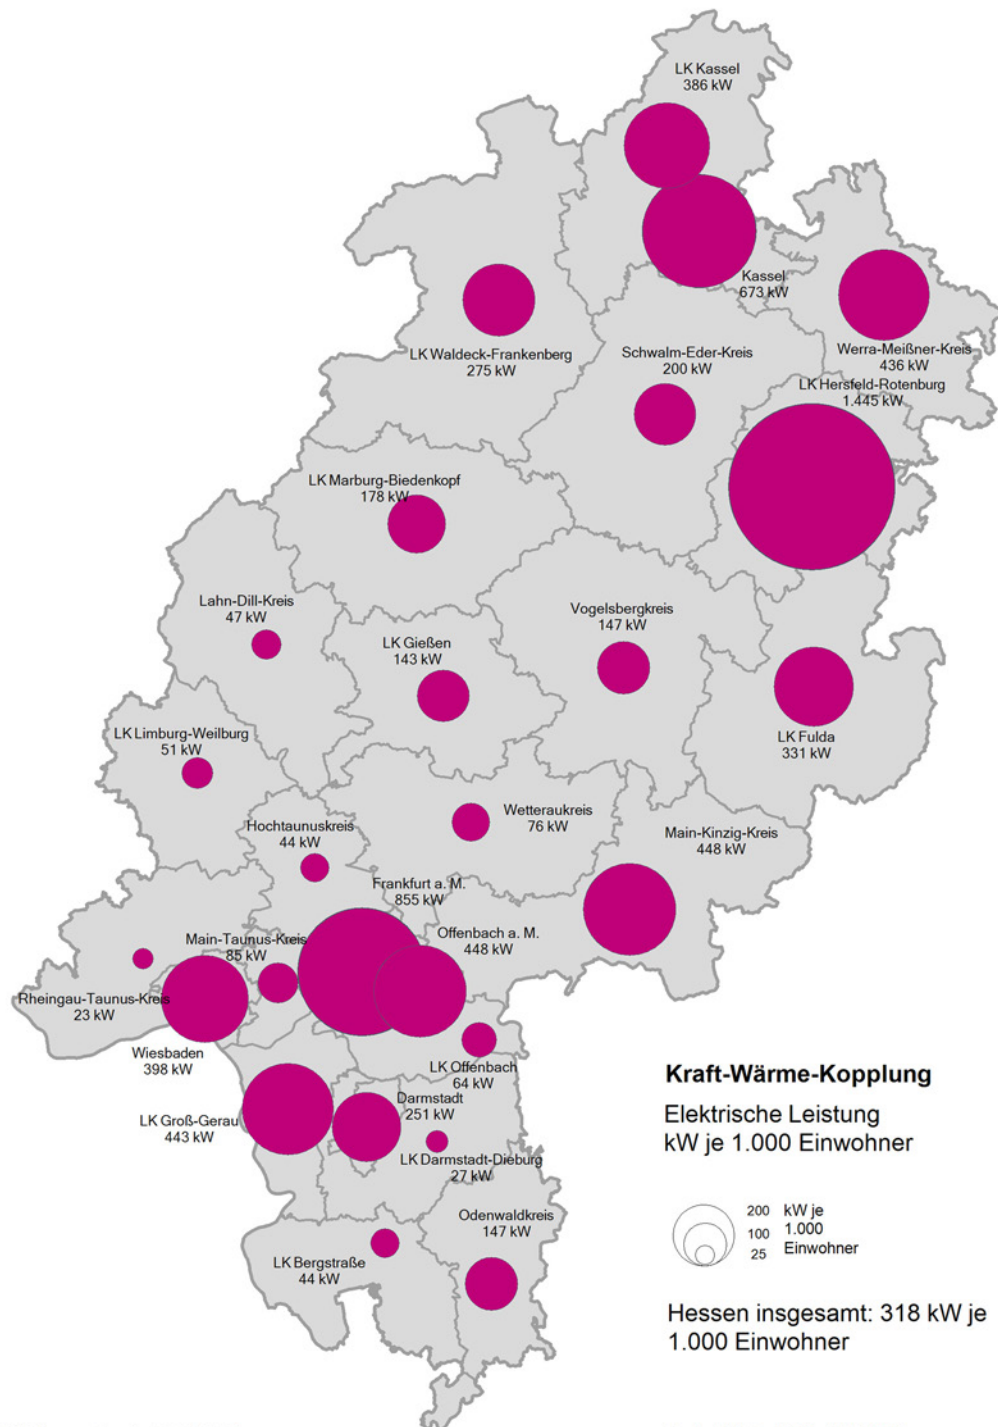 LK Kassel
386 kW
Kassel
673 kW
LK Waldeck-Frankenberg
275 kW
Schwalm-Eder-Kreis
200 kW
Werra-Meißner-Kreis
436 kW
LK Hersfeld-Rotenburg
1.445 kW
LK Marburg-Biedenkopf
178 kW
Lahn-Dill-Kreis
47 kW
LK Gießen
143 kW
Vogelsbergkreis
147 kW
LK Fulda
331 kW
LK Limburg-Weilburg
51 kW
Wetteraukreis
76 kW
Hochtaunuskreis
44 kW
Main-Kinzig-Kreis
448 kW
Frankfurt a. M.
855 kW
Offenbach a. M.
448 kW
Main-Taunus-Kreis
85 kW
Rheingau-Taunus-Kreis
23 kW
Wiesbaden
398 kW
LK Offenbach
64 kW
LK Groß-Gerau
443 kW
Darmstadt
251 kW
LK Darmstadt-Dieburg
27 kW
Odenwaldkreis
147 kW
LK Bergstraße
44 kW
Kraft-Wärme-Kopplung
Elektrische Leistung
kW je 1.000 Einwohner
200 kW je
100 1.000
25 Einwohner
Hessen insgesamt: 318 kW je
1.000 Einwohner